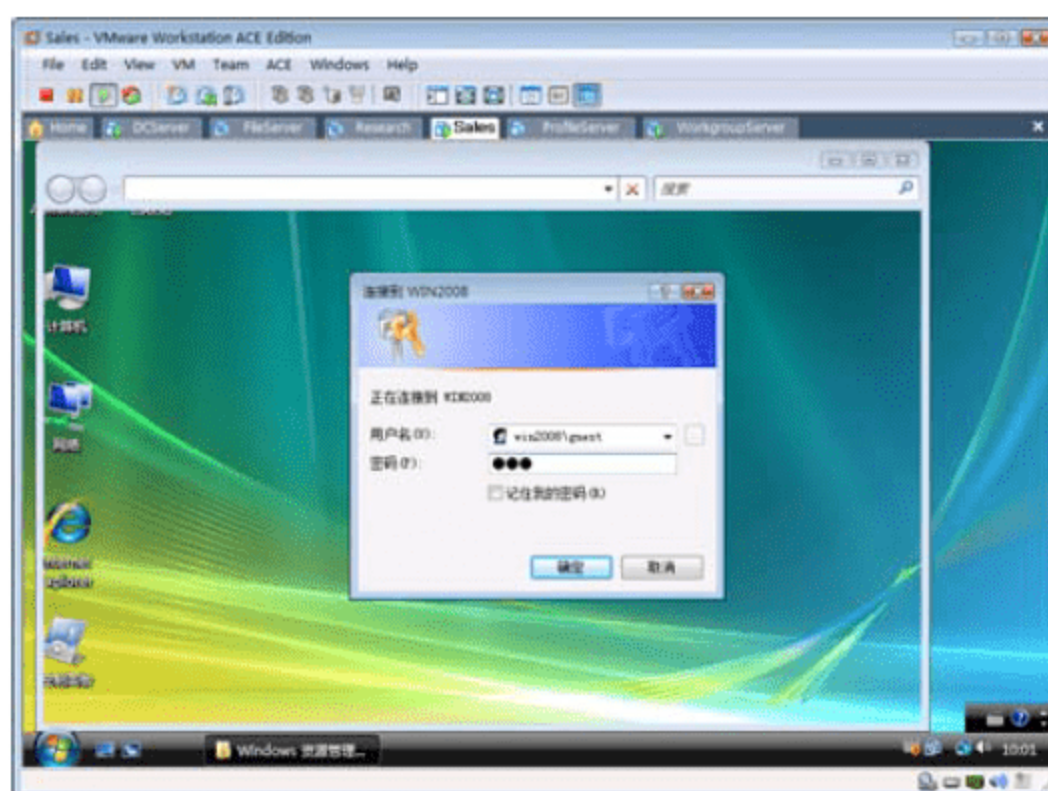 Sales - VMware Workstation ACE Edition
File Edit View VM Team ACE Windows Help
Home DCServer FileServer Research Sales ProfileServer WorkgroupServer
搜索
计算机
网络
Internet
Explorer
连接到 WIN2008
正在连接到 WIN2008
用户名(U): win2008\guest
密码(P): ●●●
记住我的密码(R)
确定 取消
Windows 资源管理... 10:01